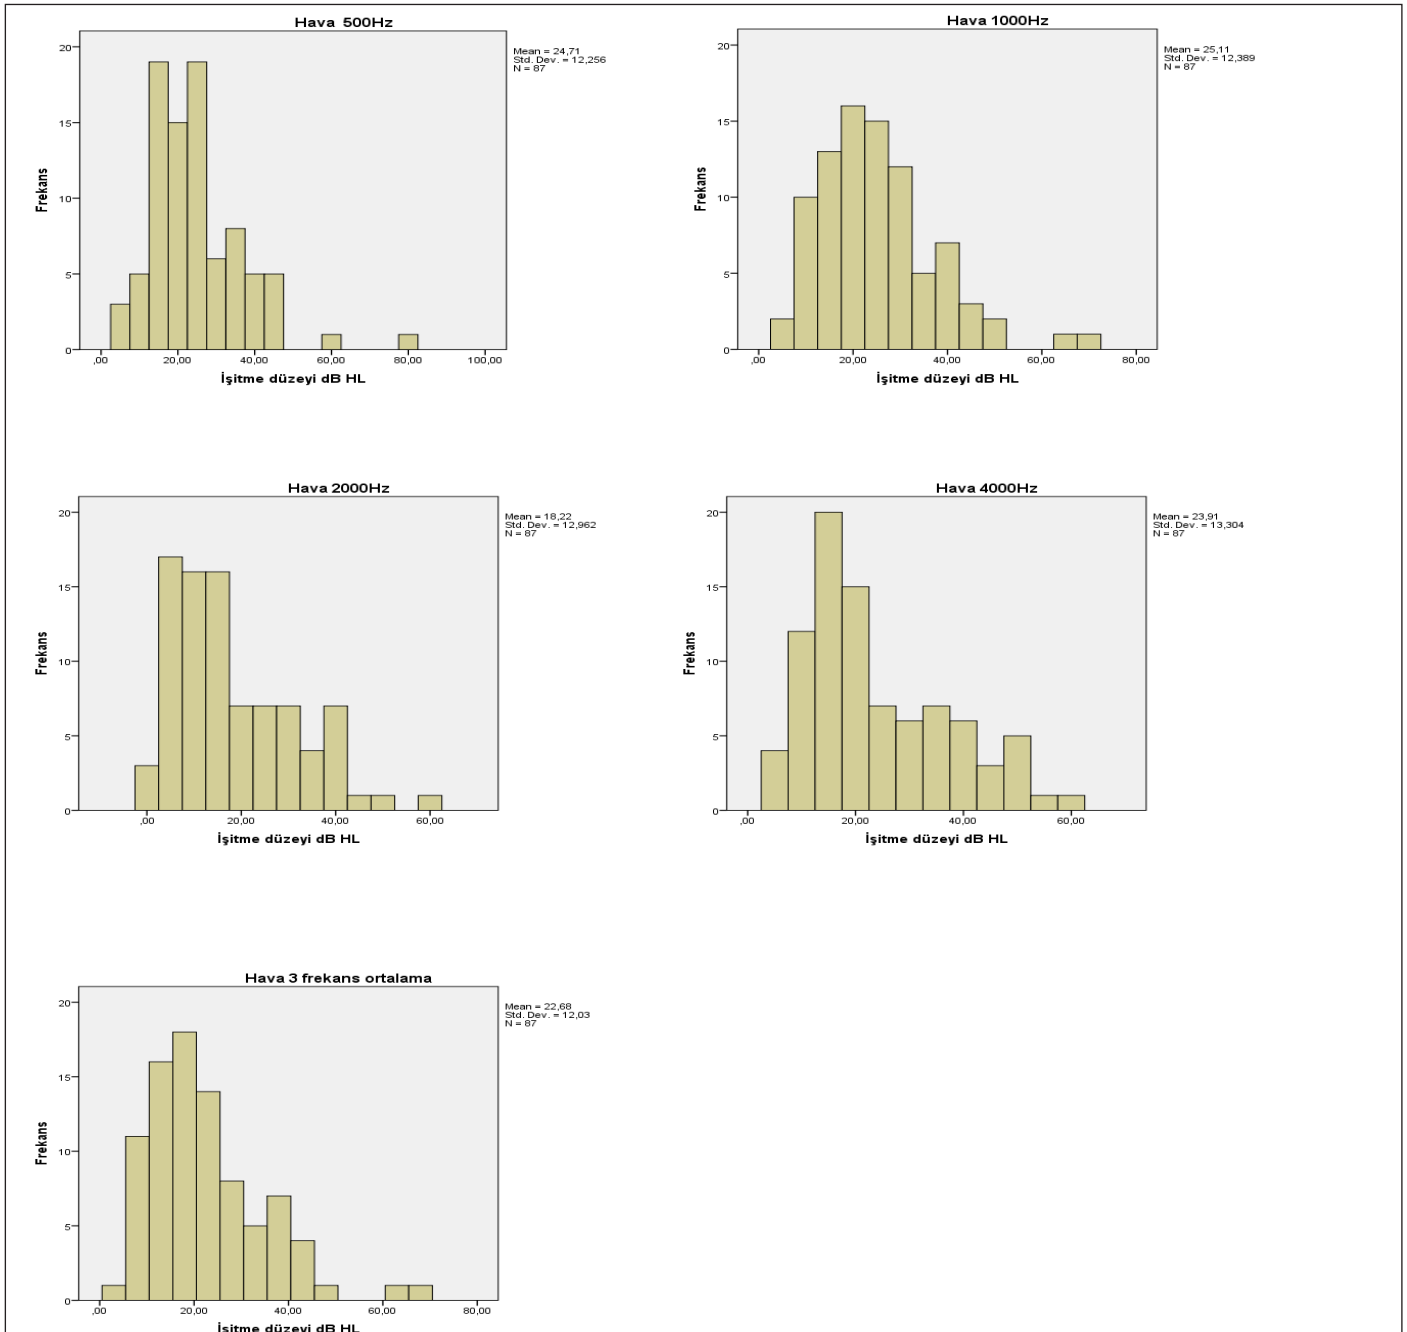 Hava 500Hz
Mean = 24,71
Std. Dev. = 12,256
N = 87
20
15
10
5
0
Frekans
,00
20,00
40,00
60,00
80,00
100,00
İşitme düzeyi dB HL
Hava 1000Hz
Mean = 25,11
Std. Dev. = 12,389
N = 87
20
15
10
5
0
Frekans
,00
20,00
40,00
60,00
80,00
İşitme düzeyi dB HL
Hava 2000Hz
Mean = 18,22
Std. Dev. = 12,962
N = 87
20
15
10
5
0
Frekans
,00
20,00
40,00
60,00
İşitme düzeyi dB HL
Hava 4000Hz
Mean = 23,91
Std. Dev. = 13,304
N = 87
20
15
10
5
0
Frekans
,00
20,00
40,00
60,00
İşitme düzeyi dB HL
Hava 3 frekans ortalama
Mean = 22,68
Std. Dev. = 12,03
N = 87
20
15
10
5
0
Frekans
,00
20,00
40,00
60,00
80,00
İşitme düzeyi dB HL